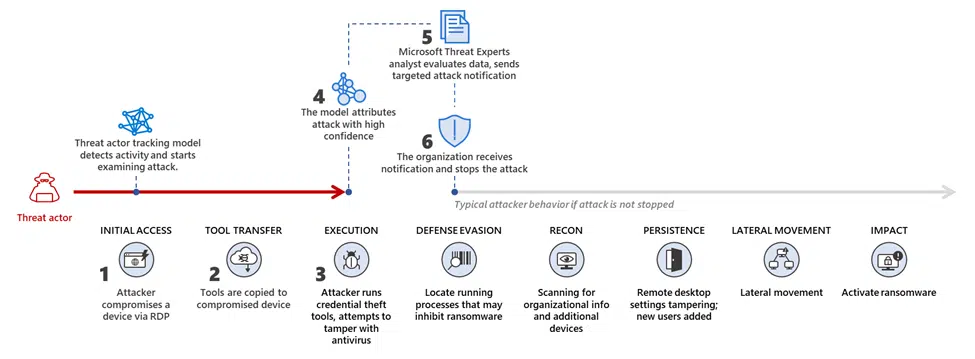 5
Microsoft Threat Experts
analyst evaluates data, sends
targeted attack notification
4
The model attributes
attack with high
confidence
Threat actor tracking model
detects activity and starts
examining attack.
6
The organization receives
notification and stops the attack
Threat actor
Typical attacker behavior if attack is not stopped
INITIAL ACCESS
1
Attacker
compromises a
device via RDP
TOOL TRANSFER
2
Tools are copied to
compromised device
EXECUTION
3
Attacker runs
credential theft
tools, attempts to
tamper with
antivirus
DEFENSE EVASION
Locate running
processes that may
inhibit ransomware
RECON
Scanning for
organizational info
and additional
devices
PERSISTENCE
Remote desktop
settings tampering;
new users added
LATERAL MOVEMENT
Lateral movement
IMPACT
Activate ransomware